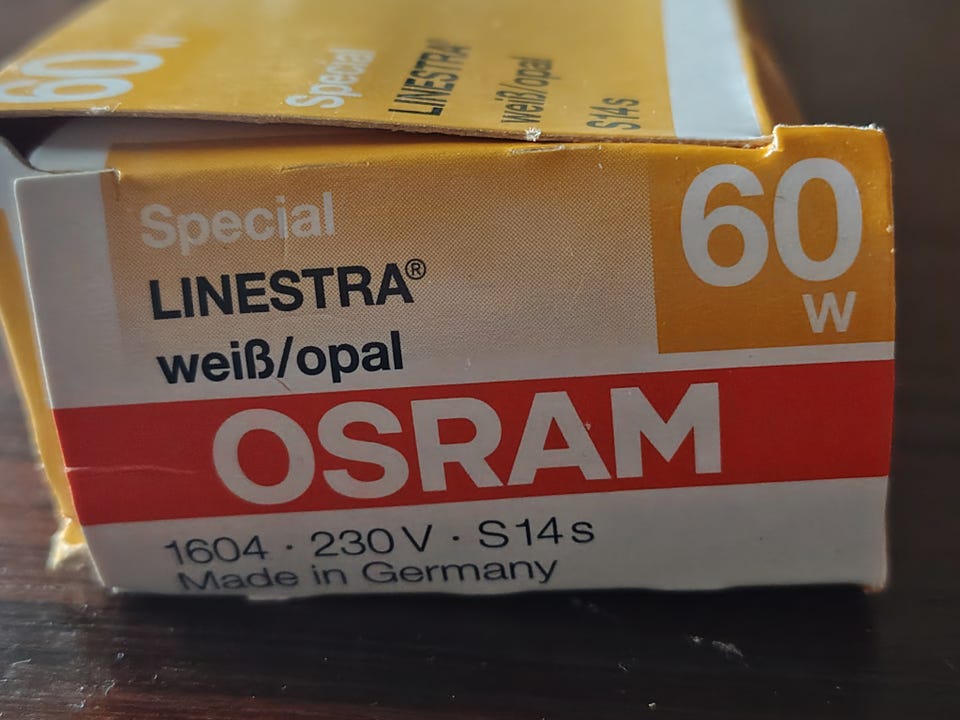 60 W
Special
LINESTRA®
weiß/opal
S14s
Special
60
W
LINESTRA®
weiß/opal
OSRAM
1604 · 230 V · S14s
Made in Germany